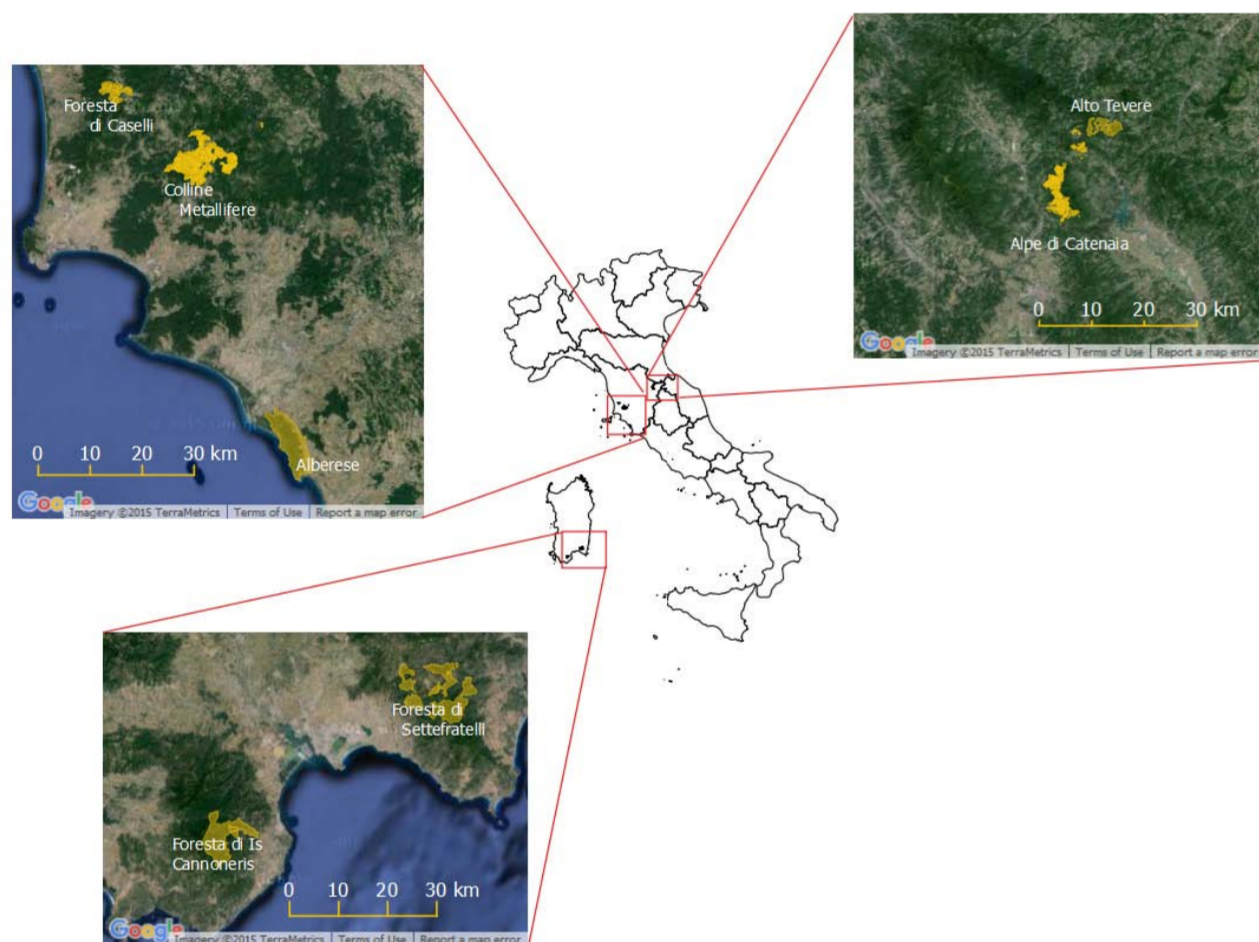 Foresta
di Caselli
Colline
Metallifere
Alberese
0 10 20 30 km
Google
Imagery ©2015 TerraMetrics Terms of Use Report a map error
Alto Tevere
Alpe di Catenaia
0 10 20 30 km
Google
Imagery ©2015 TerraMetrics Terms of Use Report a map error
Foresta di
Settefratelli
Foresta di Is
Cannoneris
0 10 20 30 km
Google
Imagery ©2015 TerraMetrics Terms of Use Report a map error